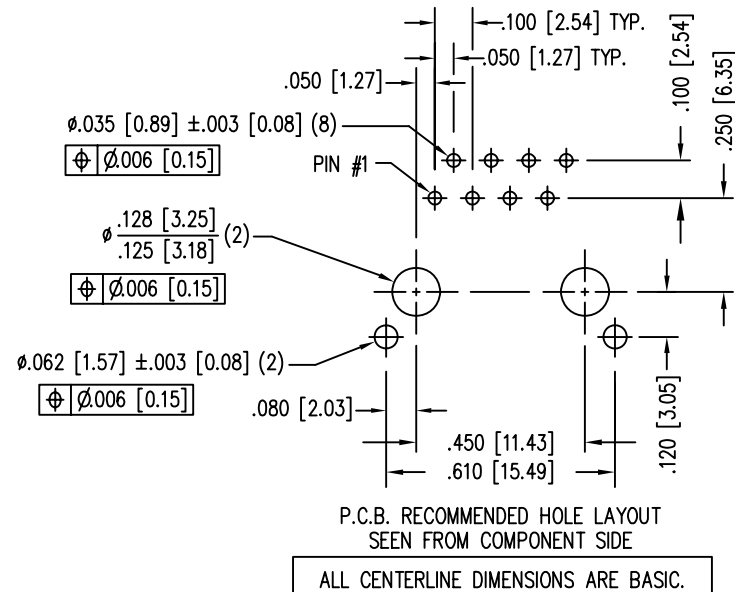 .100 [2.54] TYP.
.050 [1.27] TYP.
.050 [1.27]
.100 [2.54]
.250 [6.35]
ø.035 [0.89] ±.003 [0.08] (8)
⌖ Ø.006 [0.15]
PIN #1
ø .128 [3.25]
.125 [3.18] (2)
⌖ Ø.006 [0.15]
ø.062 [1.57] ±.003 [0.08] (2)
⌖ Ø.006 [0.15]
.080 [2.03]
.450 [11.43]
.610 [15.49]
.120 [3.05]
P.C.B. RECOMMENDED HOLE LAYOUT
SEEN FROM COMPONENT SIDE
ALL CENTERLINE DIMENSIONS ARE BASIC.